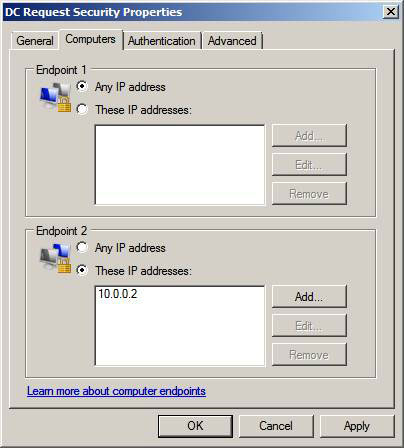 DC Request Security Properties
General
Computers
Authentication
Advanced
Endpoint 1
Any IP address
These IP addresses:
Add...
Edit...
Remove
Endpoint 2
Any IP address
These IP addresses:
10.0.0.2
Add...
Edit...
Remove
Learn more about computer endpoints
OK
Cancel
Apply